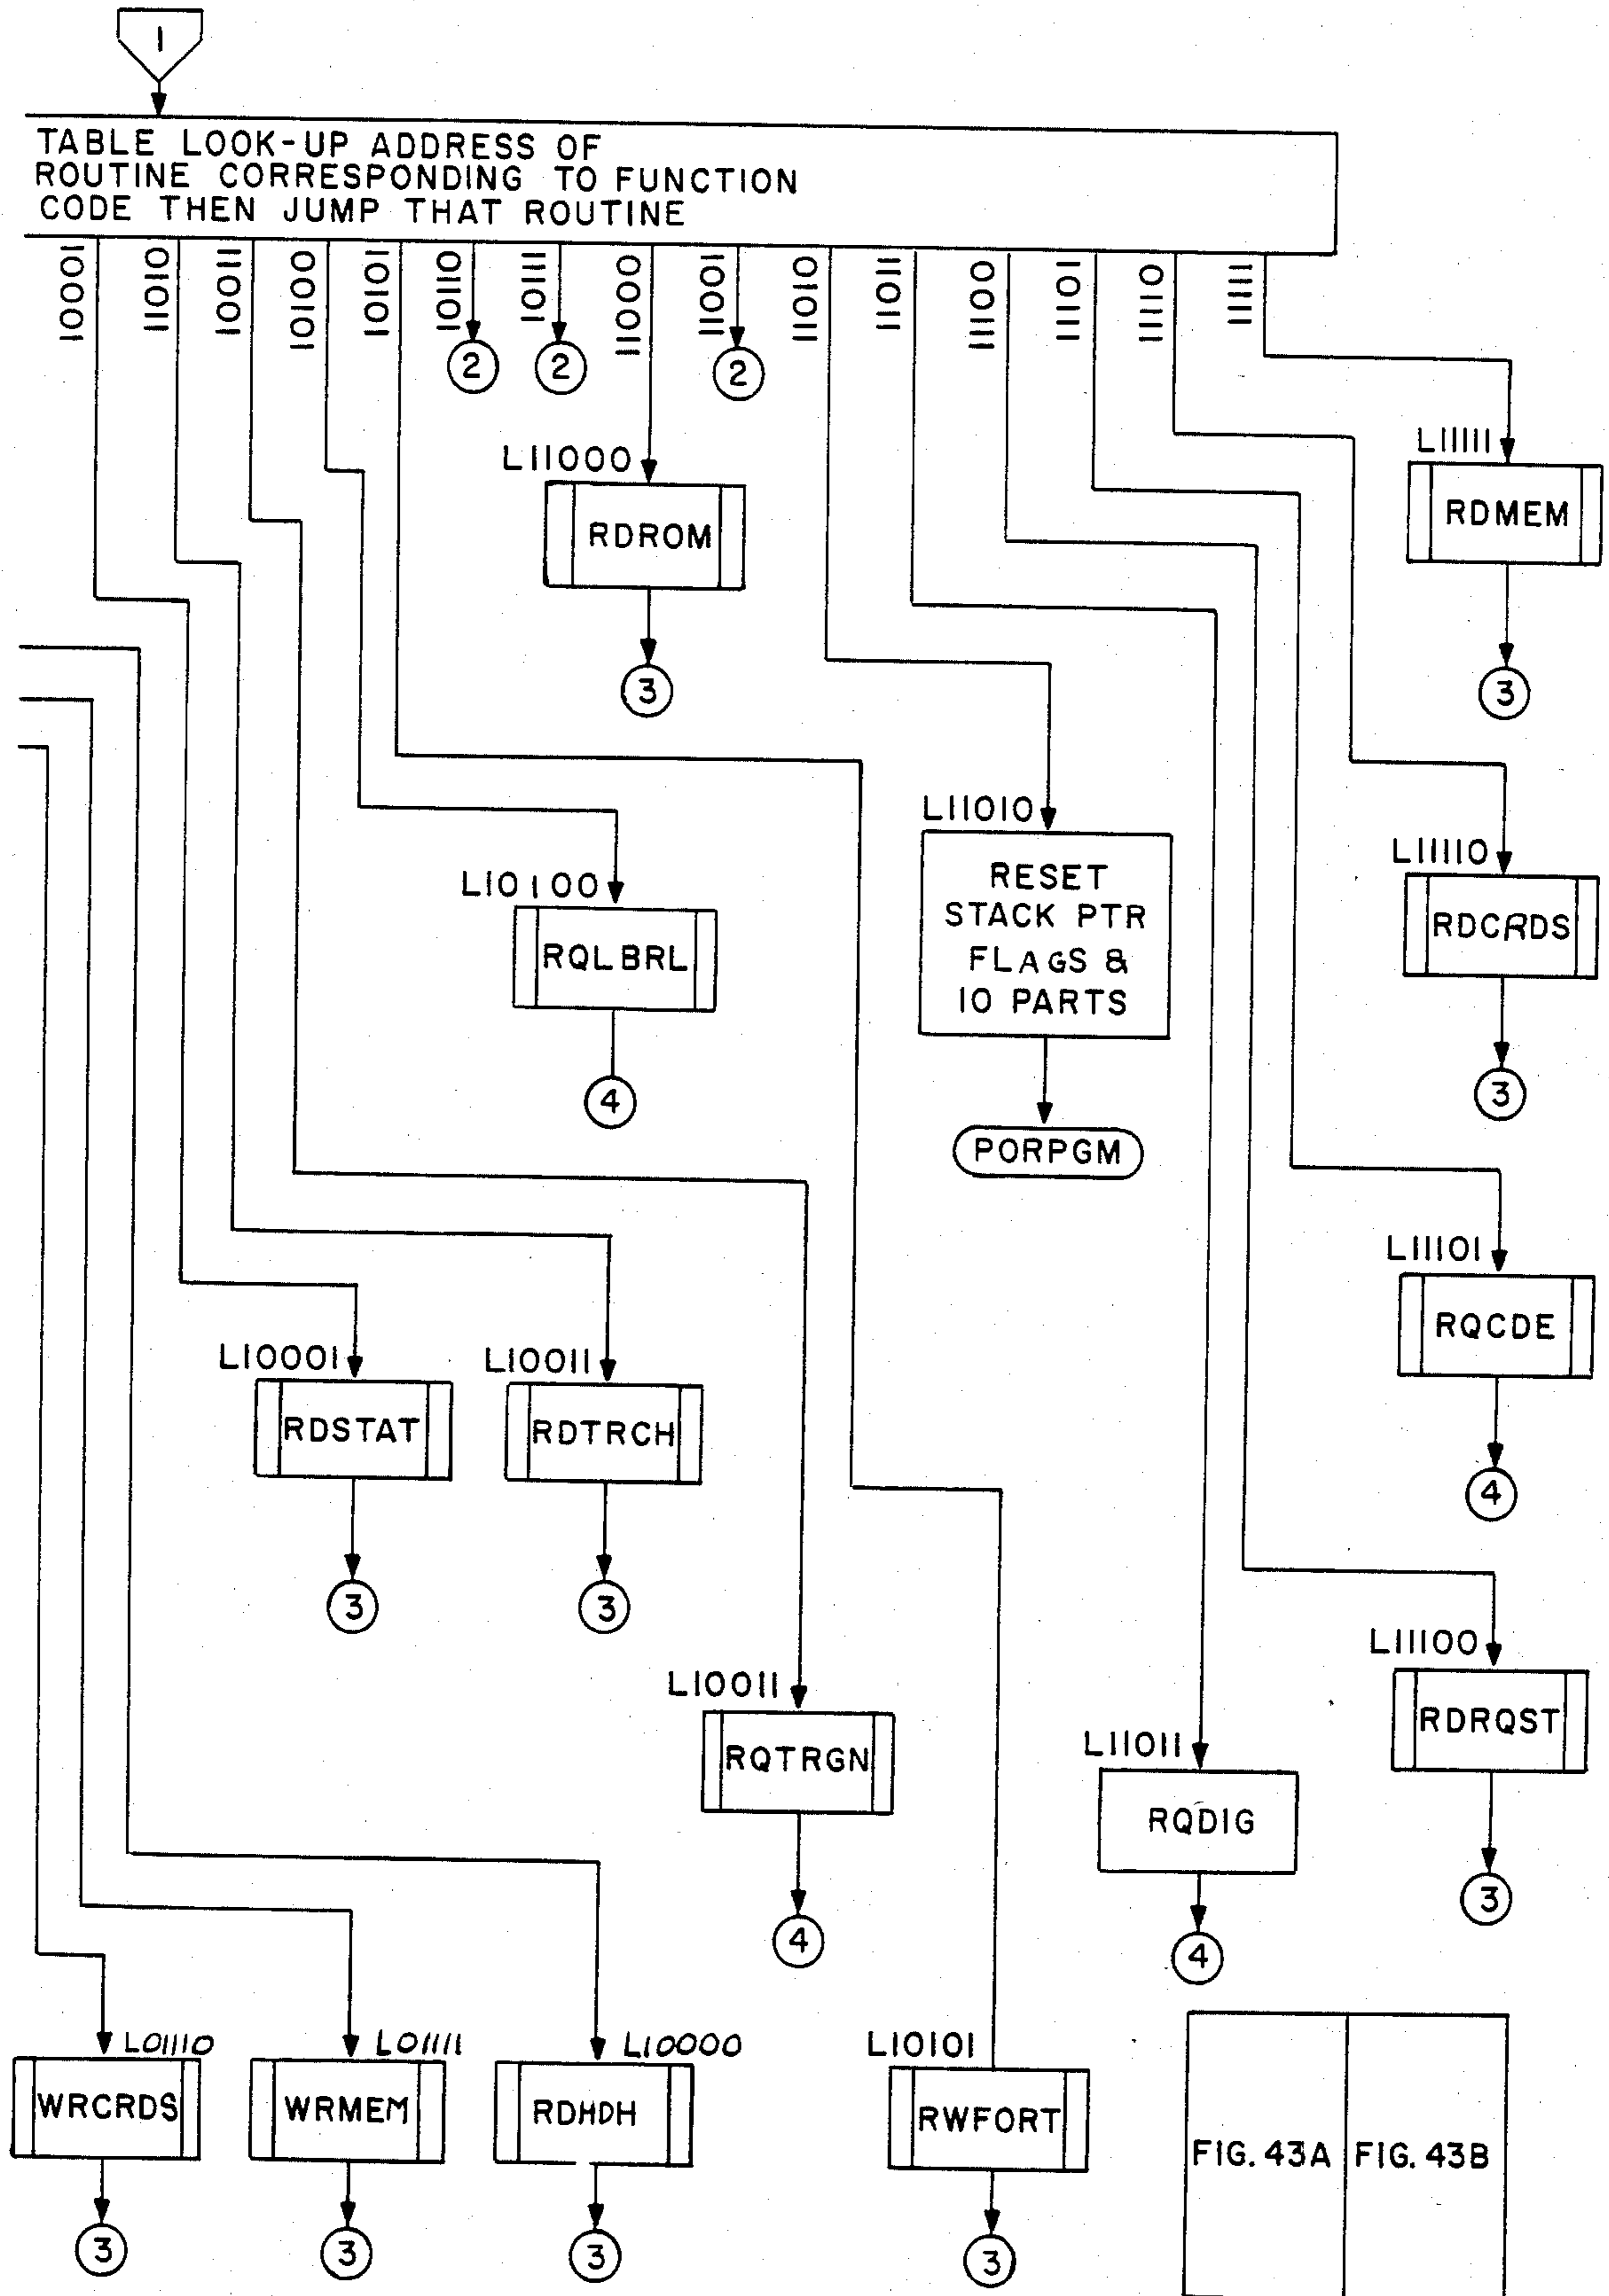 1
TABLE LOOK-UP ADDRESS OF
ROUTINE CORRESPONDING TO FUNCTION
CODE THEN JUMP THAT ROUTINE
10001
11010
10011
10100
10101
10110
10111
11000
11001
11010
11011
11100
11101
11110
11111
2
2
2
L11000
RDROM
3
L11111
RDMEM
3
L10100
RQLBRL
4
L11010
RESET
STACK PTR
FLAGS &
IO PARTS
PORPGM
L11110
RDCRDS
3
L11101
RQCDE
4
L10001
RDSTAT
3
L10011
RDTRCH
3
L10011
RQTRGN
4
L11011
RQDIG
4
L11100
RDRQST
3
L01110
WRCRDS
3
L01111
WRMEM
3
L10000
RDHDH
3
L10101
RWFORT
3
FIG. 43A
FIG. 43B